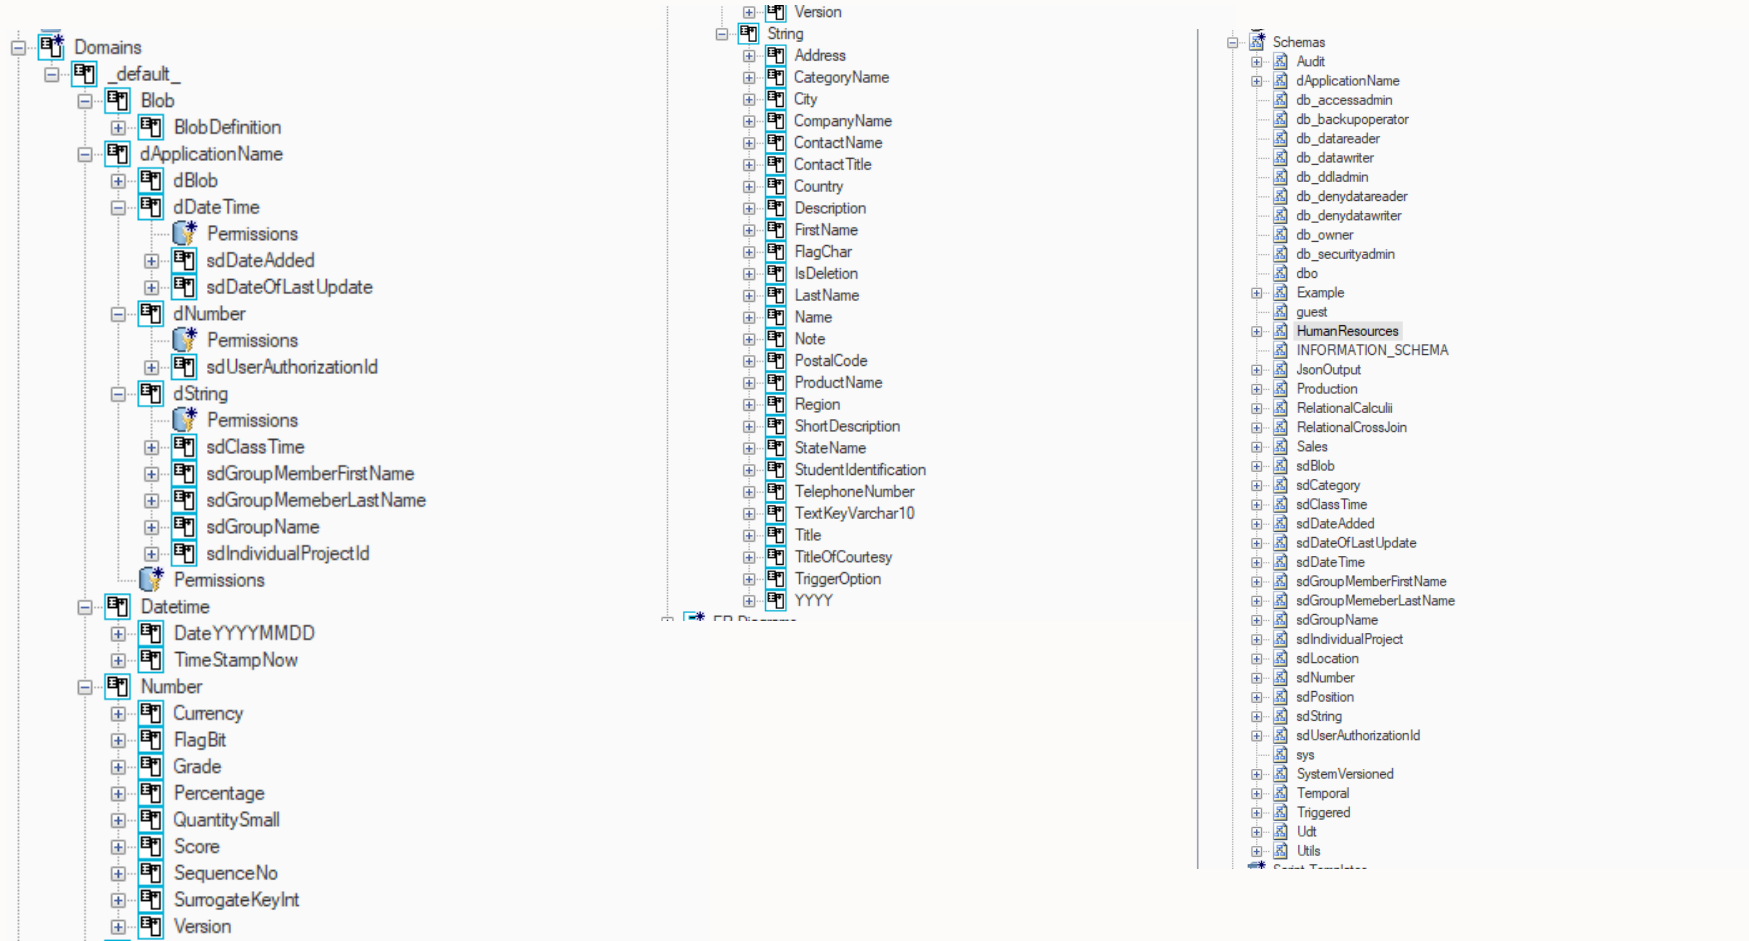 Domains
_default_
Blob
BlobDefinition
dApplicationName
dBlob
dDateTime
Permissions
sdDateAdded
sdDateOfLastUpdate
dNumber
Permissions
sdUserAuthorizationId
dString
Permissions
sdClassTime
sdGroupMemberFirstName
sdGroupMemeberLastName
sdGroupName
sdIndividualProjectId
Permissions
Datetime
DateYYYYMMDD
TimeStampNow
Number
Currency
FlagBit
Grade
Percentage
QuantitySmall
Score
SequenceNo
SurrogateKeyInt
Version
Version
String
Address
CategoryName
City
CompanyName
ContactName
ContactTitle
Country
Description
FirstName
FlagChar
IsDeletion
LastName
Name
Note
PostalCode
ProductName
Region
ShortDescription
StateName
StudentIdentification
TelephoneNumber
TextKeyVarchar10
Title
TitleOfCourtesy
TriggerOption
YYYY
ER Diagrams
Schemas
Audit
dApplicationName
db_accessadmin
db_backupoperator
db_datareader
db_datawriter
db_ddladmin
db_denydatareader
db_denydatawriter
db_owner
db_securityadmin
dbo
Example
guest
HumanResources
INFORMATION_SCHEMA
JsonOutput
Production
RelationalCalculii
RelationalCrossJoin
Sales
sdBlob
sdCategory
sdClassTime
sdDateAdded
sdDateOfLastUpdate
sdDateTime
sdGroupMemberFirstName
sdGroupMemeberLastName
sdGroupName
sdIndividualProject
sdLocation
sdNumber
sdPosition
sdString
sdUserAuthorizationId
sys
SystemVersioned
Temporal
Triggered
Udt
Utils
Script Templates